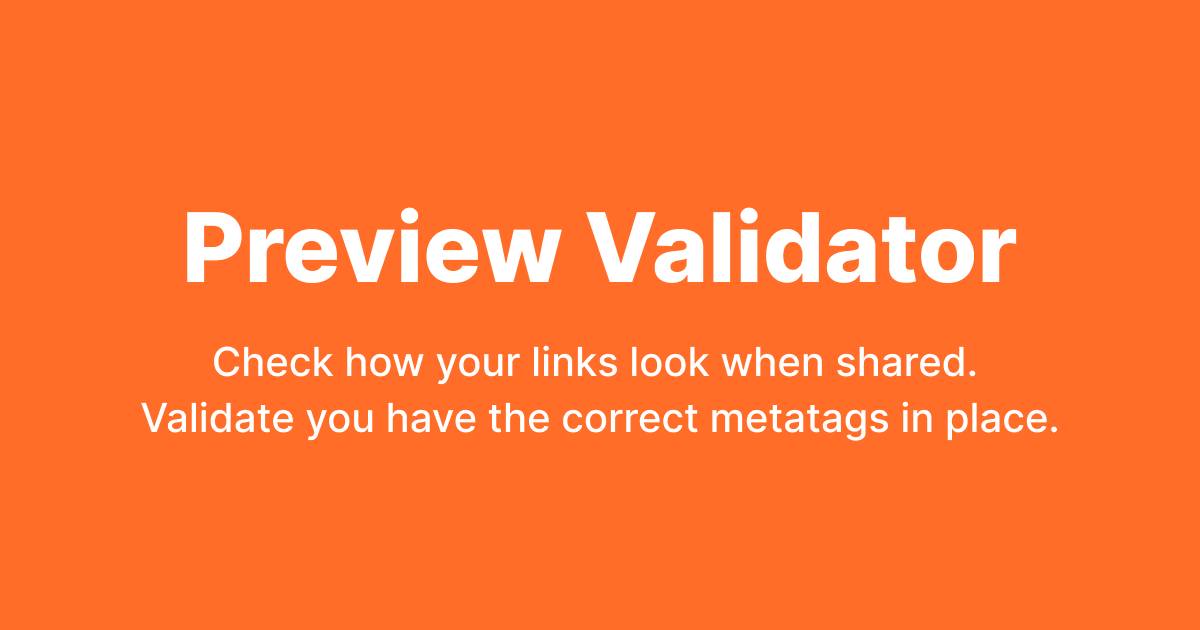 Preview Validator
Check how your links look when shared.
Validate you have the correct metatags in place.